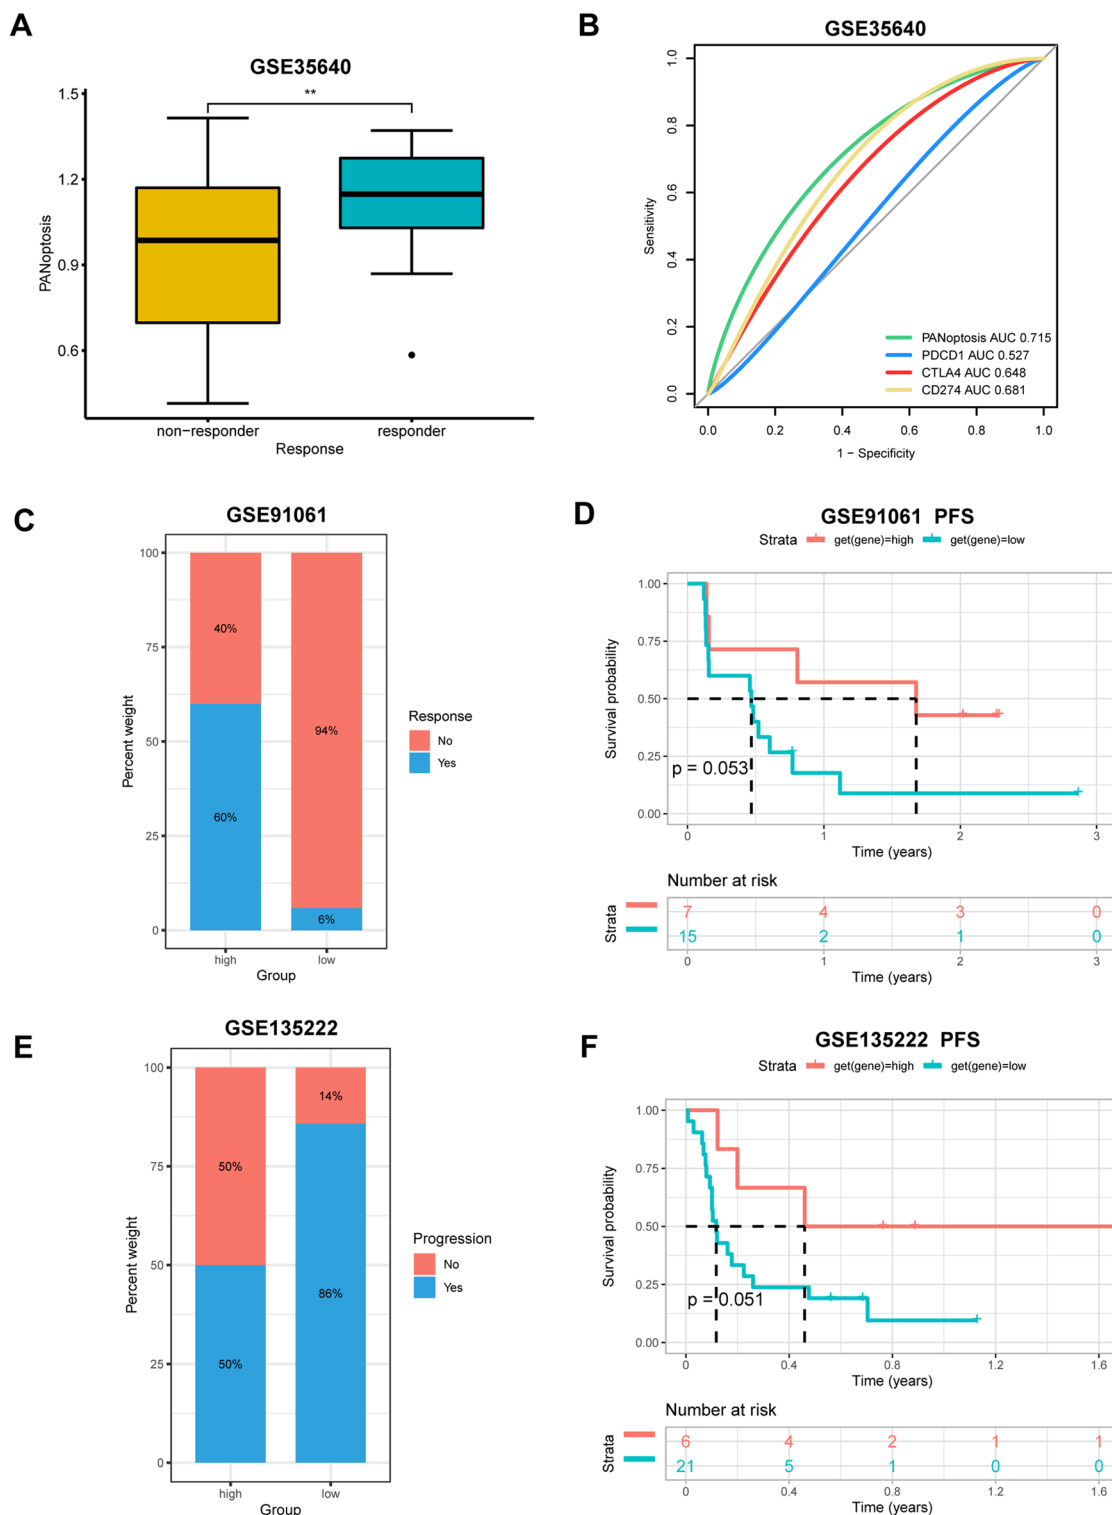 A
GSE35640
**
1.5
1.2
0.9
0.6
PANoptosis
non-responder
responder
Response
B
GSE35640
1.0
0.8
0.6
0.4
0.2
0.0
Sensitivity
PANoptosis AUC 0.715
PDCD1 AUC 0.527
CTLA4 AUC 0.648
CD274 AUC 0.681
0.0 0.2 0.4 0.6 0.8 1.0
1 − Specificity
C
GSE91061
100
75
50
25
0
Percent weight
40%
60%
94%
6%
high low
Group
Response
No
Yes
D
GSE91061 PFS
Strata get(gene)=high get(gene)=low
1.00
0.75
0.50
0.25
0.00
Survival probability
p = 0.053
0 1 2 3
Time (years)
Number at risk
Strata
7 4 3 0
15 2 1 0
0 1 2 3
Time (years)
E
GSE135222
100
75
50
25
0
Percent weight
50%
50%
14%
86%
high low
Group
Progression
No
Yes
F
GSE135222 PFS
Strata get(gene)=high get(gene)=low
1.00
0.75
0.50
0.25
0.00
Survival probability
p = 0.051
0 0.4 0.8 1.2 1.6
Time (years)
Number at risk
Strata
6 4 2 1 1
21 5 1 0 0
0 0.4 0.8 1.2 1.6
Time (years)